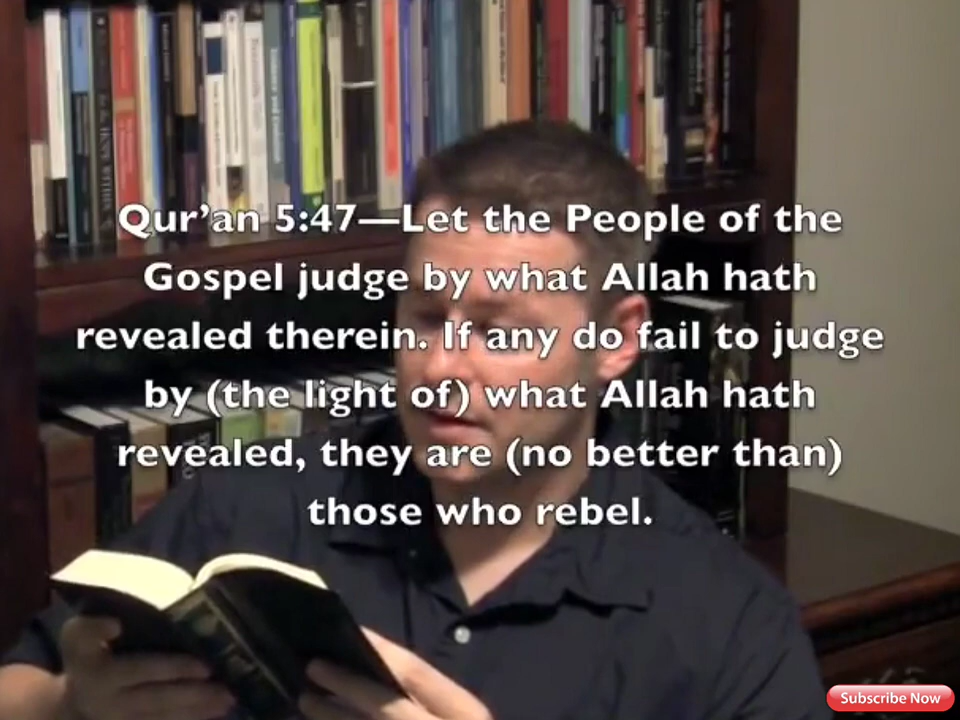 Qur’an 5:47—Let the People of the
Gospel judge by what Allah hath
revealed therein. If any do fail to judge
by (the light of) what Allah hath
revealed, they are (no better than)
those who rebel.
Subscribe Now